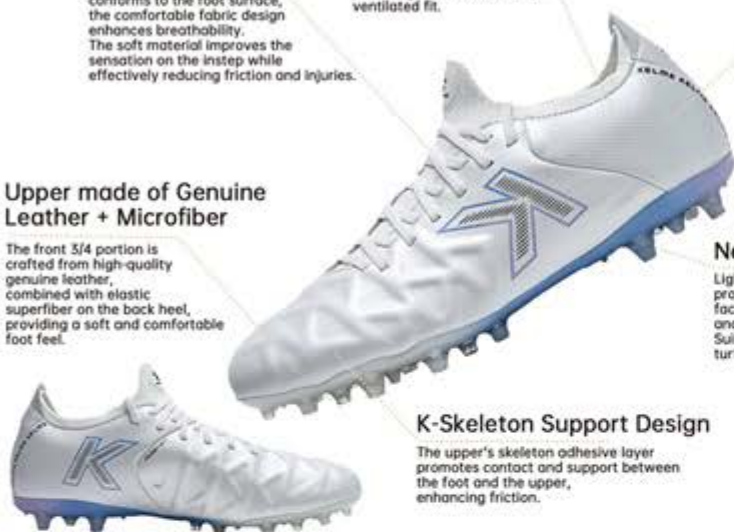 conforms to the foot surface,
the comfortable fabric design
enhances breathability.
The soft material improves the
sensation on the instep while
effectively reducing friction and injuries.
ventilated fit.
KELME KELME
Upper made of Genuine
Leather + Microfiber
The front 3/4 portion is
crafted from high-quality
genuine leather,
combined with elastic
superfiber on the back heel,
providing a soft and comfortable
foot feel.
K
K
K-Skeleton Support Design
The upper's skeleton adhesive layer
promotes contact and support between
the foot and the upper,
enhancing friction.